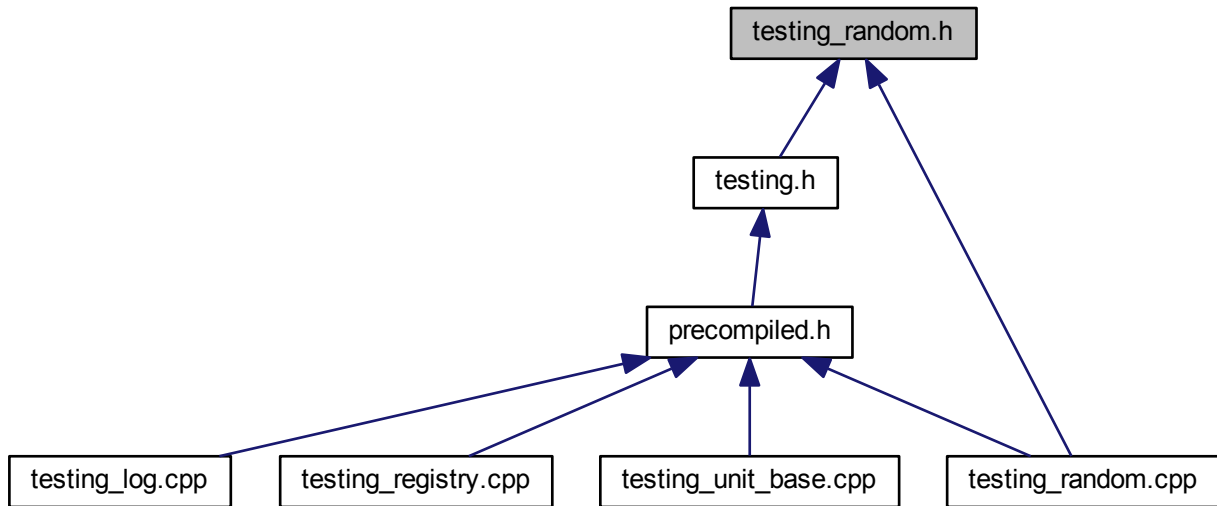 testing_random.h
testing.h
precompiled.h
testing_log.cpp
testing_registry.cpp
testing_unit_base.cpp
testing_random.cpp